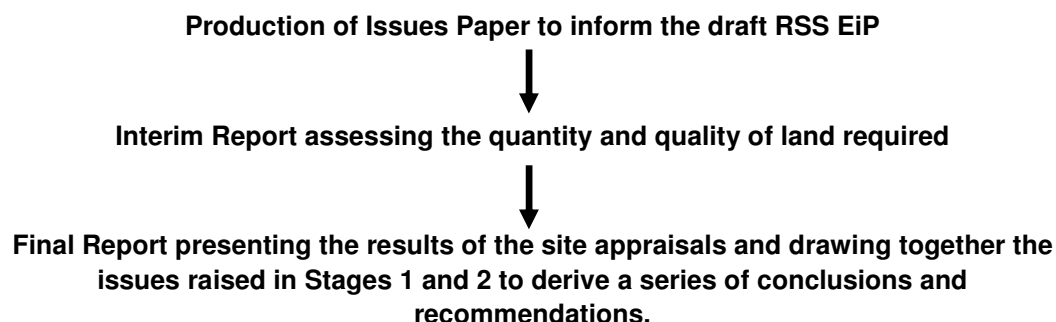 Production of Issues Paper to inform the draft RSS EiP
Interim Report assessing the quantity and quality of land required
Final Report presenting the results of the site appraisals and drawing together the
issues raised in Stages 1 and 2 to derive a series of conclusions and
recommendations.